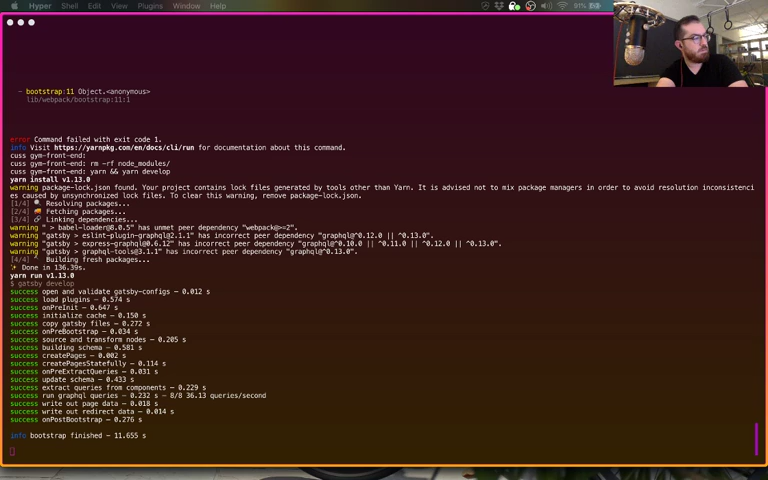 Hyper Shell Edit View Plugins Window Help
91%
- bootstrap:11 Object.<anonymous>
lib/webpack/bootstrap:11:1
error Command failed with exit code 1.
info Visit https://yarnpkg.com/en/docs/cli/run for documentation about this command.
cuss gym-front-end:
cuss gym-front-end: rm -rf node_modules/
cuss gym-front-end: yarn && yarn develop
yarn install v1.13.0
warning package-lock.json found. Your project contains lock files generated by tools other than Yarn. It is advised not to mix package managers in order to avoid resolution inconsistenci
es caused by unsynchronized lock files. To clear this warning, remove package-lock.json.
[1/4] 🔍 Resolving packages...
[2/4] 🚚 Fetching packages...
[3/4] 🔗 Linking dependencies...
warning " > babel-loader@8.0.5" has unmet peer dependency "webpack@>=2".
warning "gatsby > eslint-plugin-graphql@2.1.1" has incorrect peer dependency "graphql@^0.12.0 || ^0.13.0".
warning "gatsby > express-graphql@0.6.12" has incorrect peer dependency "graphql@^0.10.0 || ^0.11.0 || ^0.12.0 || ^0.13.0".
warning "gatsby > graphql-tools@3.1.1" has incorrect peer dependency "graphql@^0.13.0".
[4/4] Building fresh packages...
✨ Done in 136.39s.
yarn run v1.13.0
$ gatsby develop
success open and validate gatsby-configs — 0.012 s
success load plugins — 0.574 s
success onPreInit — 0.647 s
success initialize cache — 0.150 s
success copy gatsby files — 0.272 s
success onPreBootstrap — 0.034 s
success source and transform nodes — 0.205 s
success building schema — 0.581 s
success createPages — 0.002 s
success createPagesStatefully — 0.114 s
success onPreExtractQueries — 0.031 s
success update schema — 0.433 s
success extract queries from components — 0.229 s
success run graphql queries — 0.232 s — 8/8 36.13 queries/second
success write out page data — 0.018 s
success write out redirect data — 0.014 s
success onPostBootstrap — 0.276 s
info bootstrap finished - 11.655 s